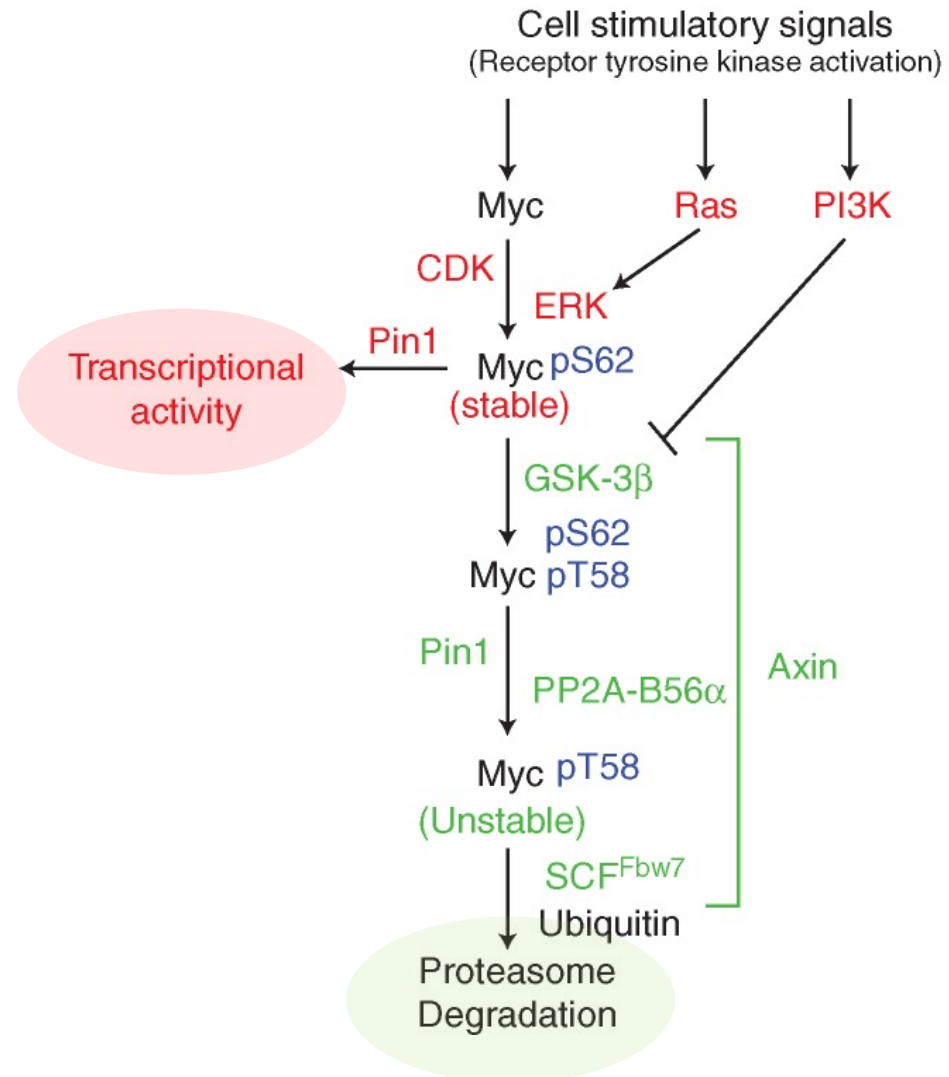 Cell stimulatory signals
(Receptor tyrosine kinase activation)
Myc
Ras
PI3K
CDK
ERK
Pin1
Transcriptional
activity
Myc pS62
(stable)
GSK-3β
pS62
Myc pT58
Pin1
PP2A-B56α
Axin
Myc pT58
(Unstable)
SCFFbw7
Ubiquitin
Proteasome
Degradation